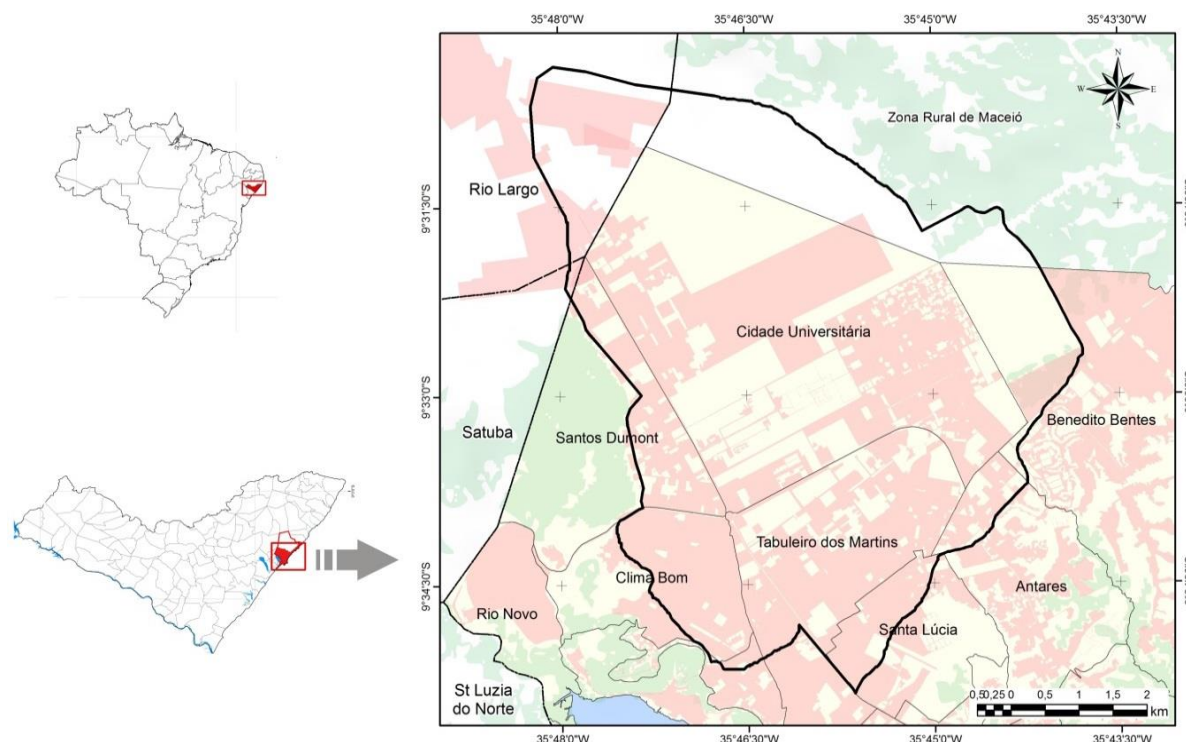 35°48'0"W
35°46'30"W
35°45'0"W
35°43'30"W
N
W
E
S
Zona Rural de Maceió
Rio Largo
9°31'30"S
Cidade Universitária
9°33'0"S
Satuba
Santos Dumont
Benedito Bentes
Tabuleiro dos Martins
Clima Bom
9°34'30"S
Antares
Rio Novo
Santa Lúcia
St Luzia
do Norte
0,5 0,25 0 0,5 1 1,5 2
km
35°48'0"W
35°46'30"W
35°45'0"W
35°43'30"W